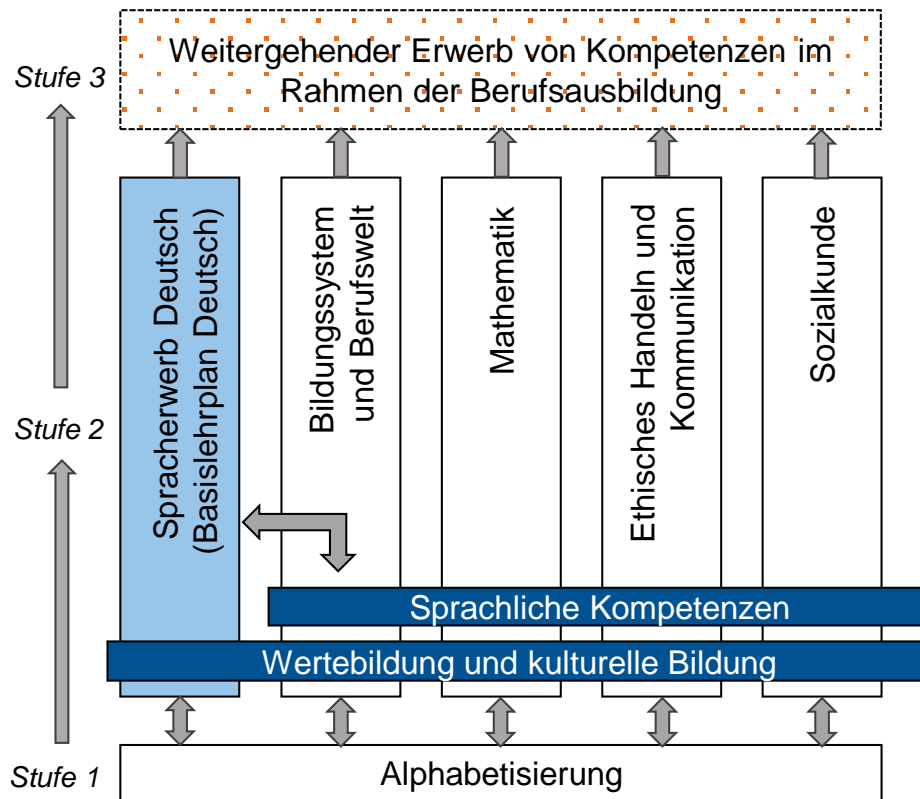 Weitergehender Erwerb von Kompetenzen im
Rahmen der Berufsausbildung
Stufe 3
Spracherwerb Deutsch
(Basislehrplan Deutsch)
Bildungssystem
und Berufswelt
Mathematik
Ethisches Handeln und
Kommunikation
Sozialkunde
Stufe 2
Sprachliche Kompetenzen
Wertebildung und kulturelle Bildung
Stufe 1
Alphabetisierung